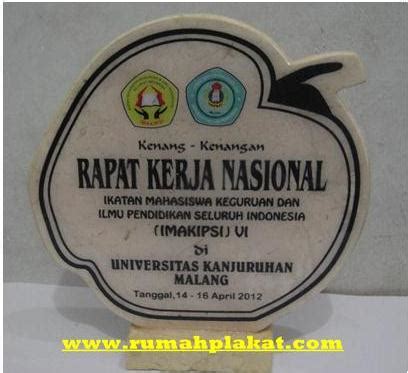 Kenang - Kenangan
RAPAT KERJA NASIONAL
IKATAN MAHASISWA KEGURUAN DAN
ILMU PENDIDIKAN SELURUH INDONESIA
(IMAKIPSI) VI
di
UNIVERSITAS KANJURUHAN
MALANG
Tanggal, 14 - 16 April 2012
www.rumahplakat.com